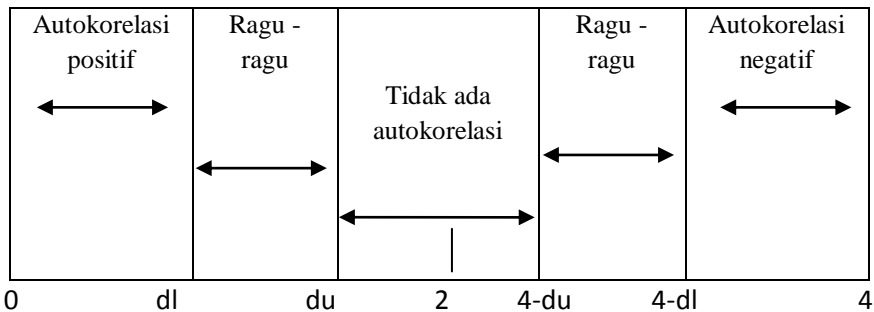 Autokorelasi
positif
Ragu -
ragu
Tidak ada
autokorelasi
Ragu -
ragu
Autokorelasi
negatif
0 dl du 2 4-du 4-dl 4